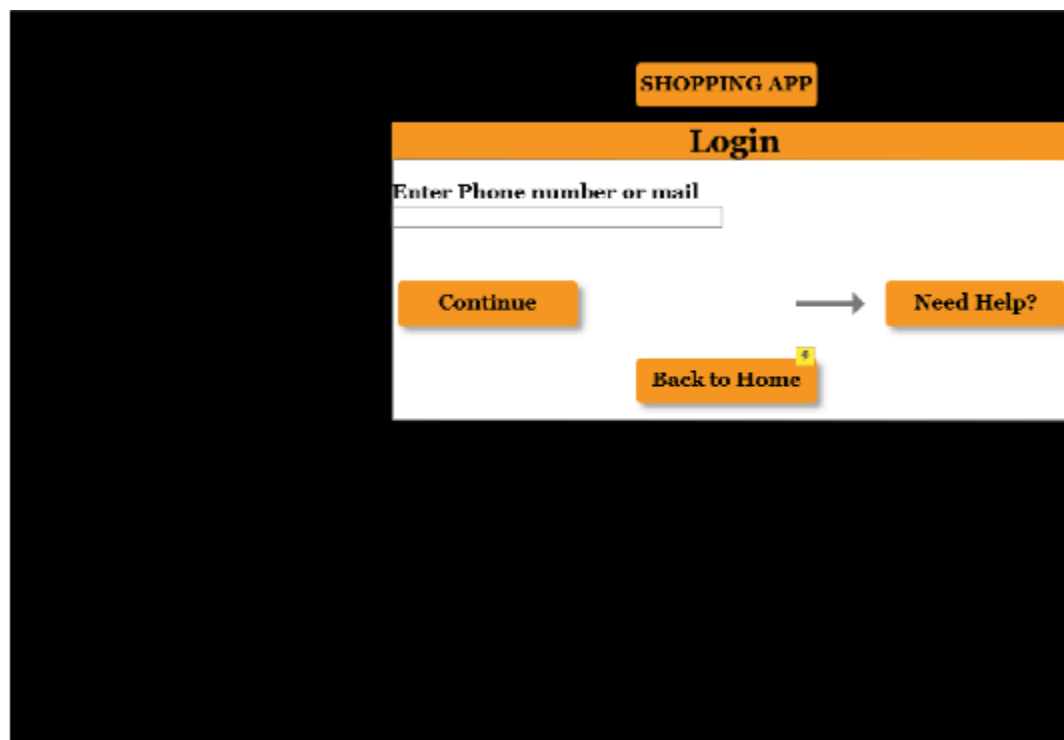 SHOPPING APP
Login
Enter Phone number or mail
Continue
Need Help?
Back to Home